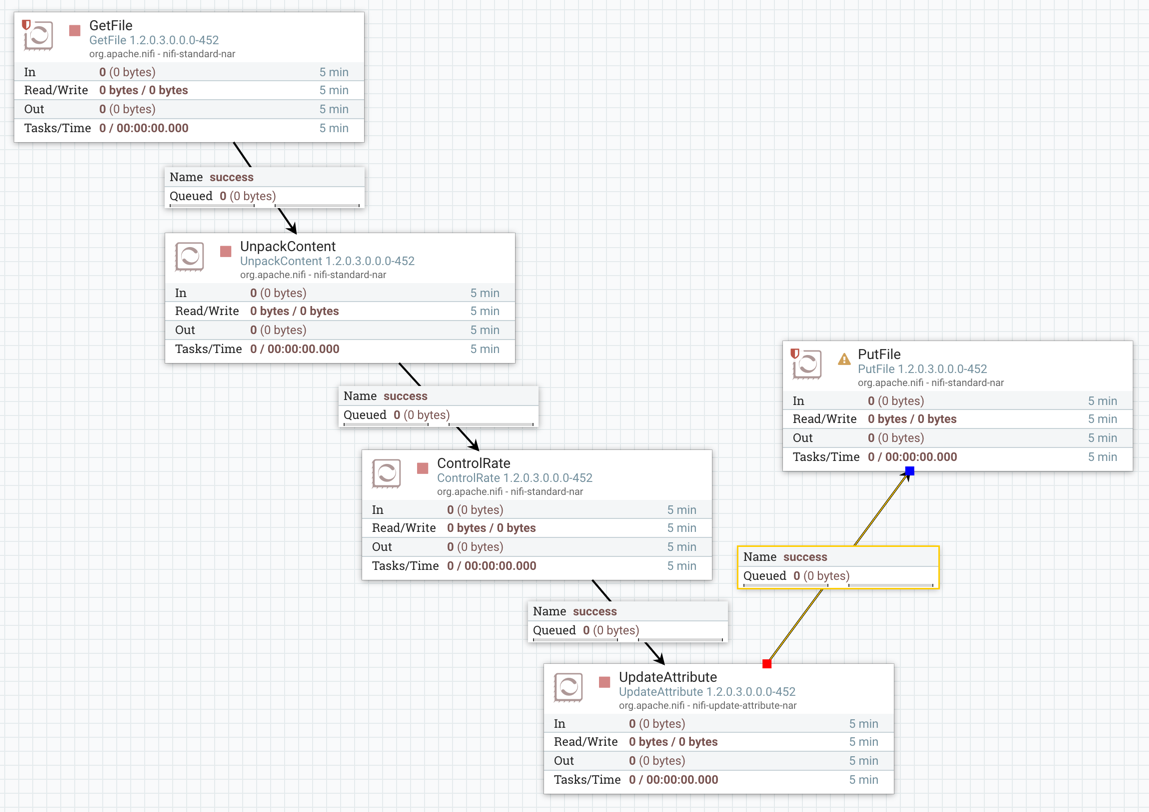 GetFile
GetFile 1.2.0.3.0.0.0-452
org.apache.nifi - nifi-standard-nar
In 0 (0 bytes) 5 min
Read/Write 0 bytes / 0 bytes 5 min
Out 0 (0 bytes) 5 min
Tasks/Time 0 / 00:00:00.000 5 min
Name success
Queued 0 (0 bytes)
UnpackContent
UnpackContent 1.2.0.3.0.0.0-452
org.apache.nifi - nifi-standard-nar
In 0 (0 bytes) 5 min
Read/Write 0 bytes / 0 bytes 5 min
Out 0 (0 bytes) 5 min
Tasks/Time 0 / 00:00:00.000 5 min
Name success
Queued 0 (0 bytes)
ControlRate
ControlRate 1.2.0.3.0.0.0-452
org.apache.nifi - nifi-standard-nar
In 0 (0 bytes) 5 min
Read/Write 0 bytes / 0 bytes 5 min
Out 0 (0 bytes) 5 min
Tasks/Time 0 / 00:00:00.000 5 min
Name success
Queued 0 (0 bytes)
UpdateAttribute
UpdateAttribute 1.2.0.3.0.0.0-452
org.apache.nifi - nifi-update-attribute-nar
In 0 (0 bytes) 5 min
Read/Write 0 bytes / 0 bytes 5 min
Out 0 (0 bytes) 5 min
Tasks/Time 0 / 00:00:00.000 5 min
Name success
Queued 0 (0 bytes)
PutFile
PutFile 1.2.0.3.0.0.0-452
org.apache.nifi - nifi-standard-nar
In 0 (0 bytes) 5 min
Read/Write 0 bytes / 0 bytes 5 min
Out 0 (0 bytes) 5 min
Tasks/Time 0 / 00:00:00.000 5 min